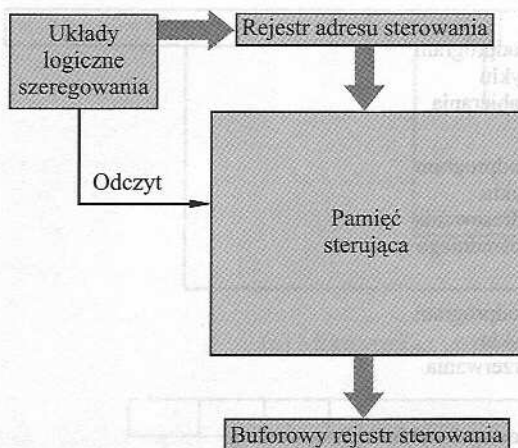 Układy
logiczne
szeregowania
Rejestr adresu sterowania
Odczyt
Pamięć
sterująca
Buforowy rejestr sterowania